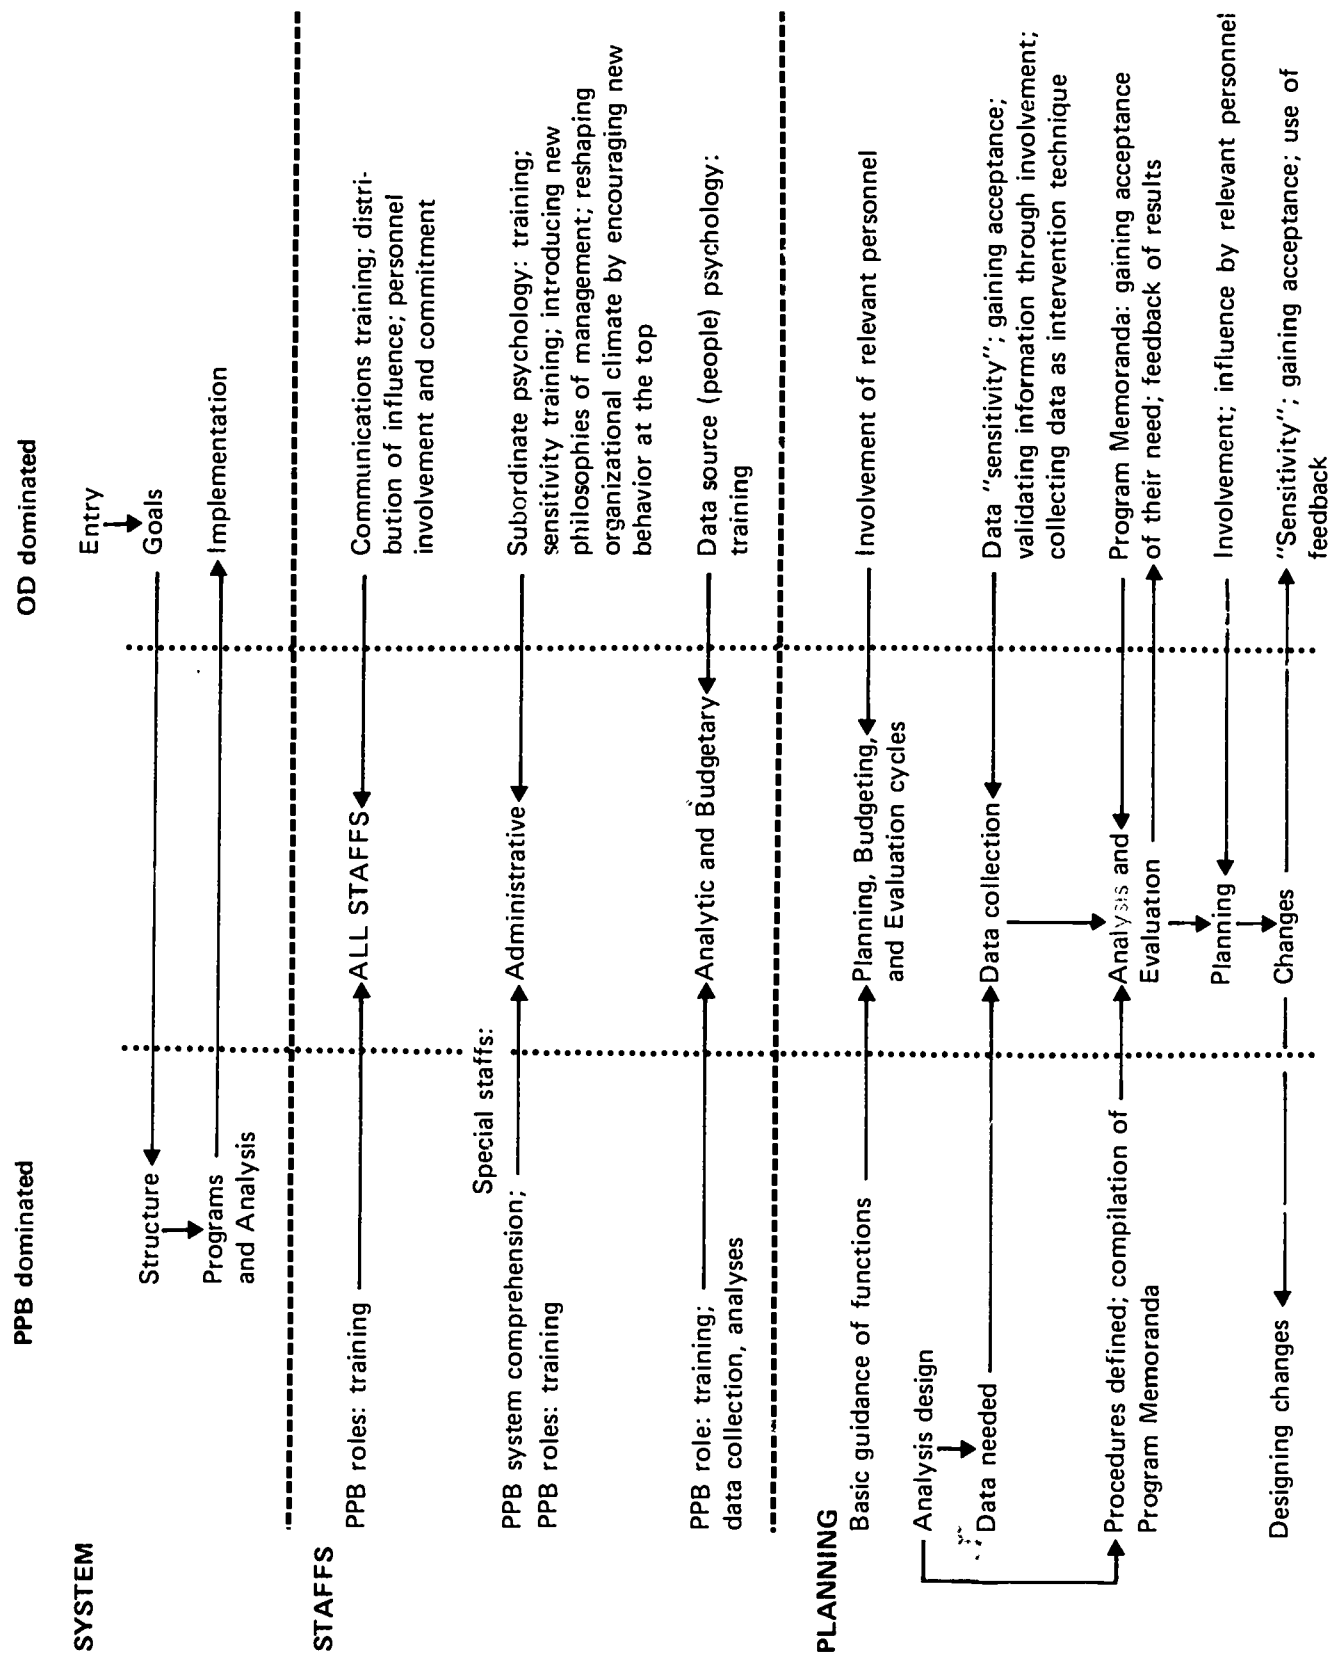 PPB dominated
OD dominated
SYSTEM
Entry
Structure
Goals
Programs
and Analysis
Implementation
STAFFS
PPB roles: training
ALL STAFFS
Communications training; distri-
bution of influence; personnel
involvement and commitment
Special staffs:
PPB system comprehension;
PPB roles: training
Administrative
Subordinate psychology: training;
sensitivity training; introducing new
philosophies of management; reshaping
organizational climate by encouraging new
behavior at the top
PPB role: training;
data collection, analyses
Analytic and Budgetary
Data source (people) psychology:
training
PLANNING
Basic guidance of functions
Planning, Budgeting,
and Evaluation cycles
Involvement of relevant personnel
Analysis design
Data needed
Data collection
Data "sensitivity"; gaining acceptance;
validating information through involvement;
collecting data as intervention technique
Procedures defined; compilation of
Program Memoranda
Analysis and
Evaluation
Program Memoranda: gaining acceptance
of their need; feedback of results
Planning
Involvement; influence by relevant personnel
Designing changes
Changes
"Sensitivity"; gaining acceptance; use of
feedback